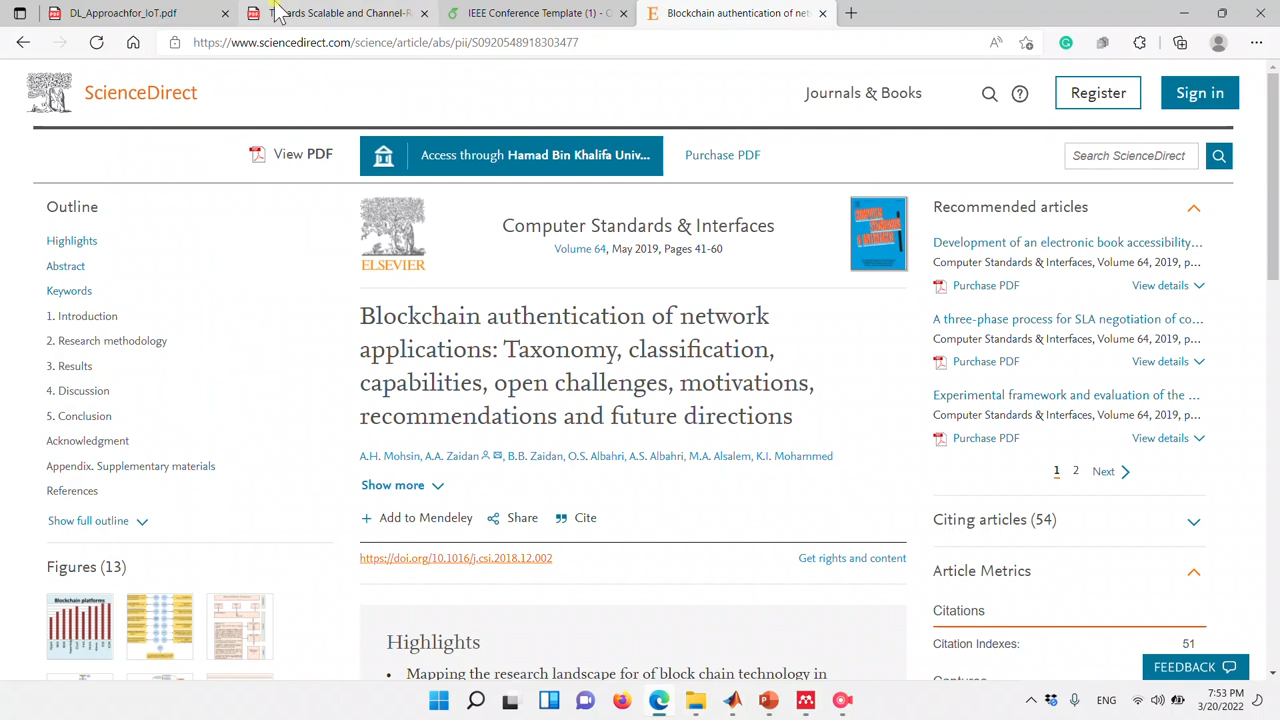 DL_Approachfor_IoT.pdf
Towards Scalable and Channel-R
IEEE Conference Template (1) - O
Blockchain authentication of net
https://www.sciencedirect.com/science/article/abs/pii/S0920548918303477
ScienceDirect
Journals & Books
Register
Sign in
View PDF
Access through Hamad Bin Khalifa Univ...
Purchase PDF
Search ScienceDirect
Outline
Highlights
Abstract
Keywords
1. Introduction
2. Research methodology
3. Results
4. Discussion
5. Conclusion
Acknowledgment
Appendix. Supplementary materials
References
Show full outline
Figures (13)
Blockchain platforms
ELSEVIER
Computer Standards & Interfaces
Volume 64, May 2019, Pages 41-60
COMPUTER STANDARDS & INTERFACES
Blockchain authentication of network
applications: Taxonomy, classification,
capabilities, open challenges, motivations,
recommendations and future directions
A.H. Mohsin, A.A. Zaidan, B.B. Zaidan, O.S. Albahri, A.S. Albahri, M.A. Alsalem, K.I. Mohammed
Show more
Add to Mendeley
Share
Cite
https://doi.org/10.1016/j.csi.2018.12.002
Get rights and content
Highlights
• Mapping the research landscape for of block chain technology in
Recommended articles
Development of an electronic book accessibility...
Computer Standards & Interfaces, Volume 64, 2019, p...
Purchase PDF
View details
A three-phase process for SLA negotiation of co...
Computer Standards & Interfaces, Volume 64, 2019, p...
Purchase PDF
View details
Experimental framework and evaluation of the ...
Computer Standards & Interfaces, Volume 64, 2019, p...
Purchase PDF
View details
1 2 Next
Citing articles (54)
Article Metrics
Citations
Citation Indexes: 51
FEEDBACK
ENG
7:53 PM
3/20/2022